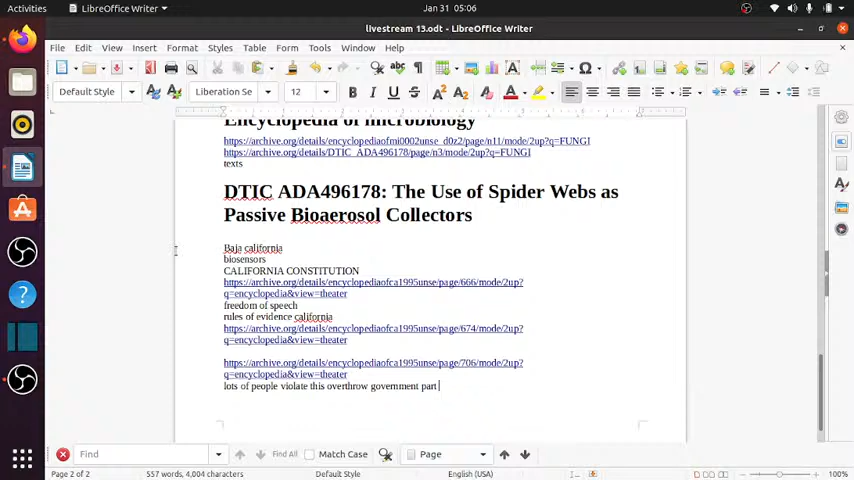 Activities
LibreOffice Writer
Jan 31 05:06
livestream 13.odt - LibreOffice Writer
File Edit View Insert Format Styles Table Form Tools Window Help
Default Style
Liberation Se
12
Encyclopedia of microbiology
https://archive.org/details/encyclopediaofmi0002unse_d0z2/page/n11/mode/2up?q=FUNGI
https://archive.org/details/DTIC_ADA496178/page/n3/mode/2up?q=FUNGI
texts
DTIC ADA496178: The Use of Spider Webs as
Passive Bioaerosol Collectors
Baja california
biosensors
CALIFORNIA CONSTITUTION
https://archive.org/details/encyclopediaofca1995unse/page/666/mode/2up?
q=encyclopedia&view=theater
freedom of speech
rules of evidence california
https://archive.org/details/encyclopediaofca1995unse/page/674/mode/2up?
q=encyclopedia&view=theater
https://archive.org/details/encyclopediaofca1995unse/page/706/mode/2up?
q=encyclopedia&view=theater
lots of people violate this overthrow government part
Find
Find All
Match Case
Page
Page 2 of 2
557 words, 4,004 characters
Default Style
English (USA)
100%